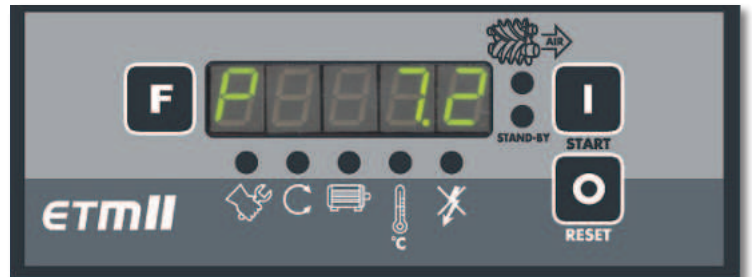 AIR
F
P 7.2
I
STAND-BY
START
°C
O
RESET
ETMII